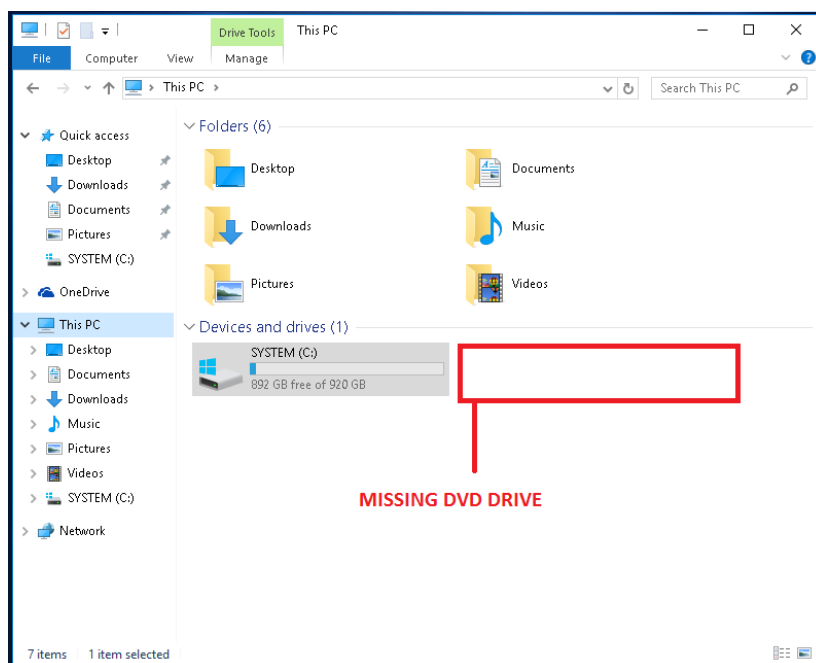 Drive Tools This PC
File Computer View Manage
This PC
Search This PC
Quick access
Desktop
Downloads
Documents
Pictures
SYSTEM (C:)
OneDrive
This PC
Desktop
Documents
Downloads
Music
Pictures
Videos
SYSTEM (C:)
Network
Folders (6)
Desktop
Documents
Downloads
Music
Pictures
Videos
Devices and drives (1)
SYSTEM (C:)
892 GB free of 920 GB
MISSING DVD DRIVE
7 items 1 item selected